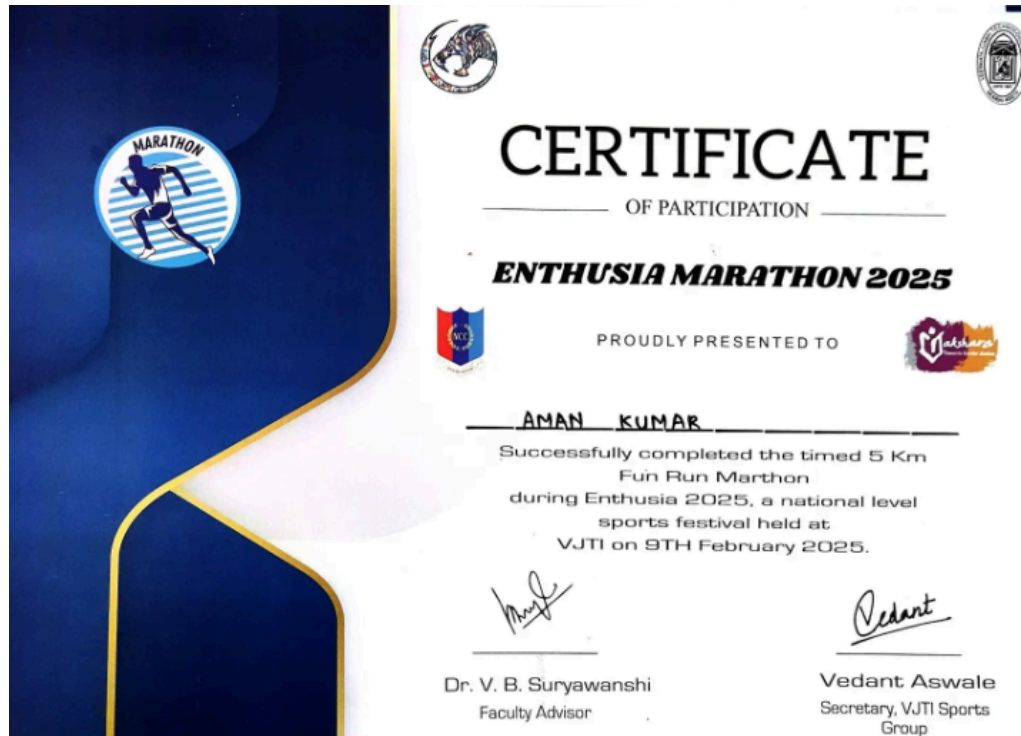 MARATHON
CERTIFICATE
OF PARTICIPATION
ENTHUSIA MARATHON 2025
NCC
PROUDLY PRESENTED TO
akshara
AMAN KUMAR
Successfully completed the timed 5 Km
Fun Run Marthon
during Enthusia 2025, a national level
sports festival held at
VJTI on 9TH February 2025.
Vedant
Dr. V. B. Suryawanshi
Faculty Advisor
Vedant Aswale
Secretary, VJTI Sports
Group